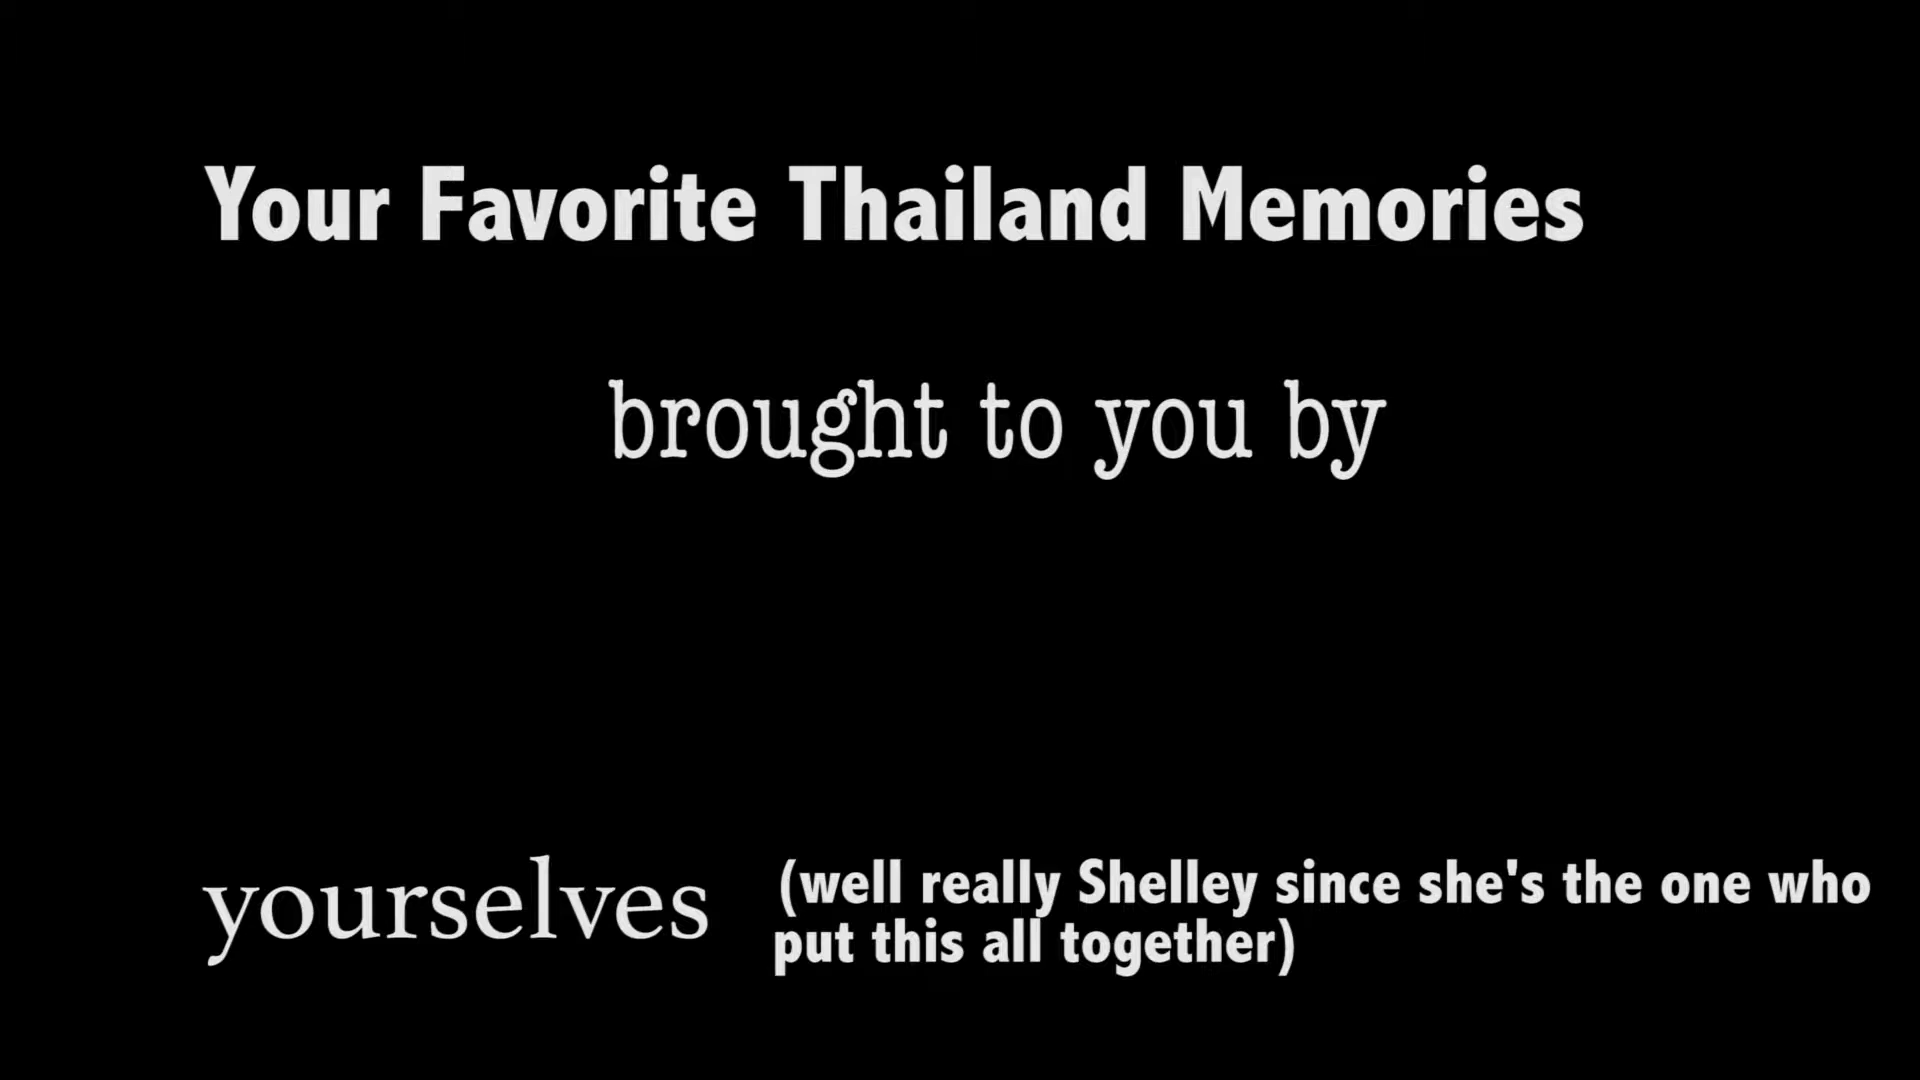 Your Favorite Thailand Memories
brought to you by
yourselves
(well really Shelley since she's the one who
put this all together)